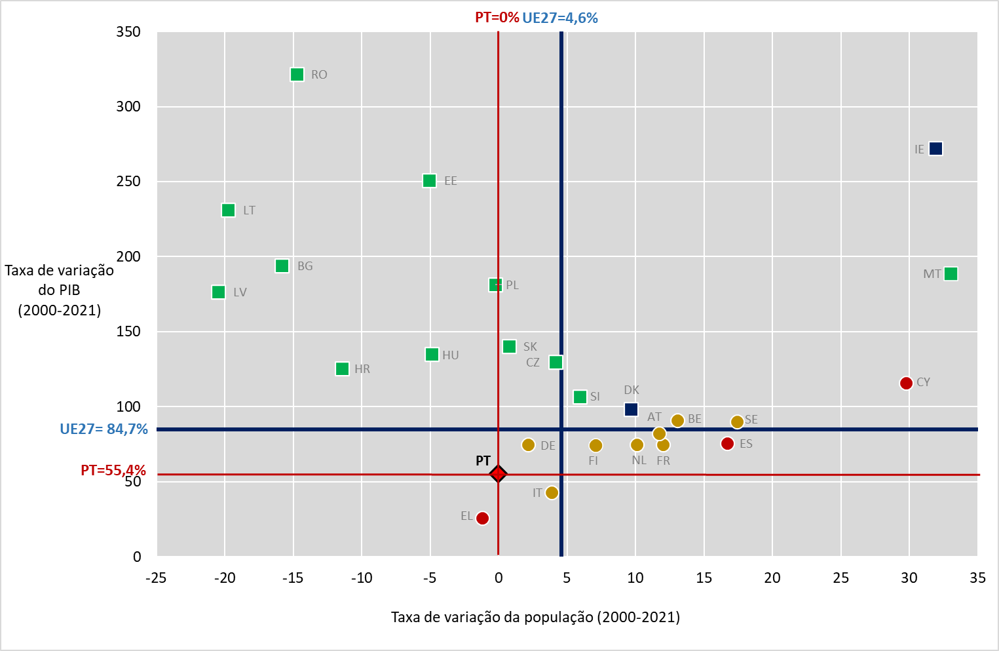 PT=0% UE27=4,6%
350
RO
300
IE
250
EE
LT
200
BG
MT
Taxa de variação
do PIB
(2000-2021)
LV
PL
150
SK
HU
CZ
HR
CY
DK
SI
100
AT
BE
SE
UE27= 84,7%
DE
ES
FI
NL
FR
PT
PT=55,4%
50
IT
EL
0
-25 -20 -15 -10 -5 0 5 10 15 20 25 30 35
Taxa de variação da população (2000-2021)